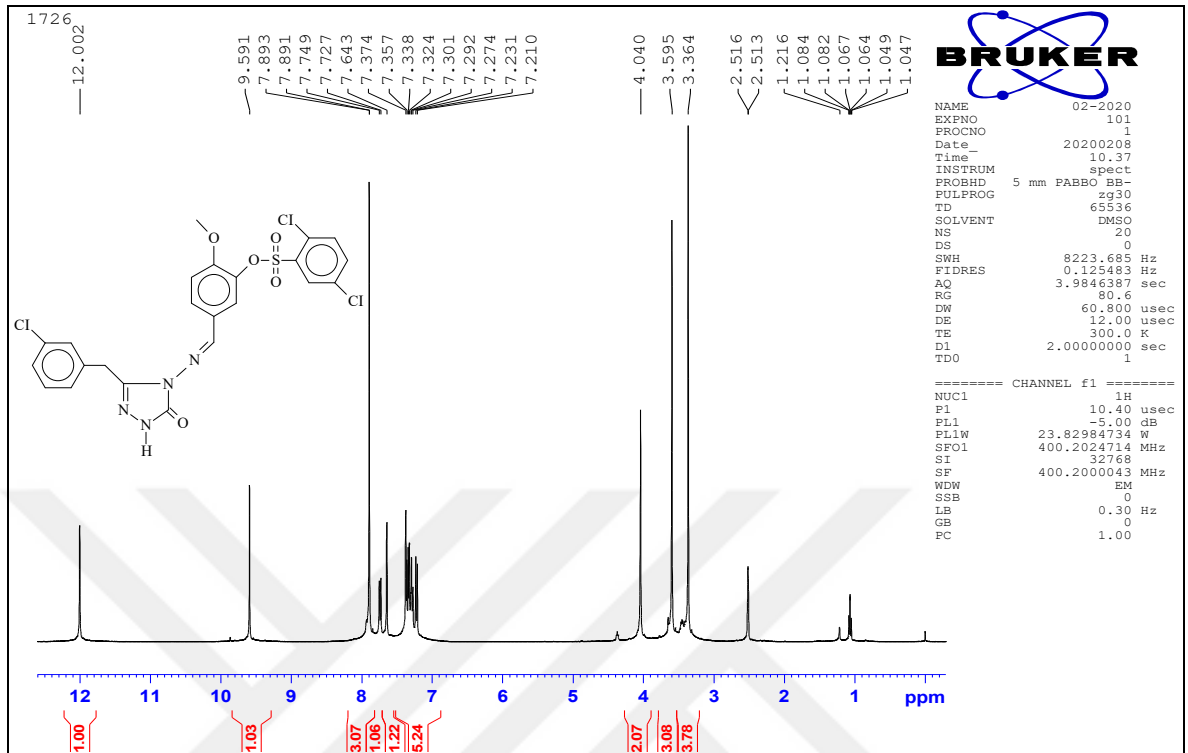 1726
12.002
9.591
7.893
7.891
7.749
7.727
7.643
7.374
7.357
7.338
7.324
7.301
7.292
7.274
7.231
7.210
4.040
3.595
3.364
2.516
2.513
1.216
1.084
1.082
1.067
1.064
1.049
1.047
BRUKER
NAME 02-2020
EXPNO 101
PROCNO 1
Date_ 20200208
Time 10.37
INSTRUM spect
PROBHD 5 mm PABBO BB-
PULPROG zg30
TD 65536
SOLVENT DMSO
NS 20
DS 0
SWH 8223.685 Hz
FIDRES 0.125483 Hz
AQ 3.9846387 sec
RG 80.6
DW 60.800 usec
DE 12.00 usec
TE 300.0 K
D1 2.00000000 sec
TD0 1
======== CHANNEL f1 ========
NUC1 1H
P1 10.40 usec
PL1 -5.00 dB
PL1W 23.82984734 W
SFO1 400.2024714 MHz
SI 32768
SF 400.2000043 MHz
WDW EM
SSB 0
LB 0.30 Hz
GB 0
PC 1.00
Cl
O
O
O
S
O
Cl
Cl
N
N
N
N
O
H
12 11 10 9 8 7 6 5 4 3 2 1 ppm
1.00
1.03
3.07
1.06
1.22
5.24
2.07
3.08
3.78